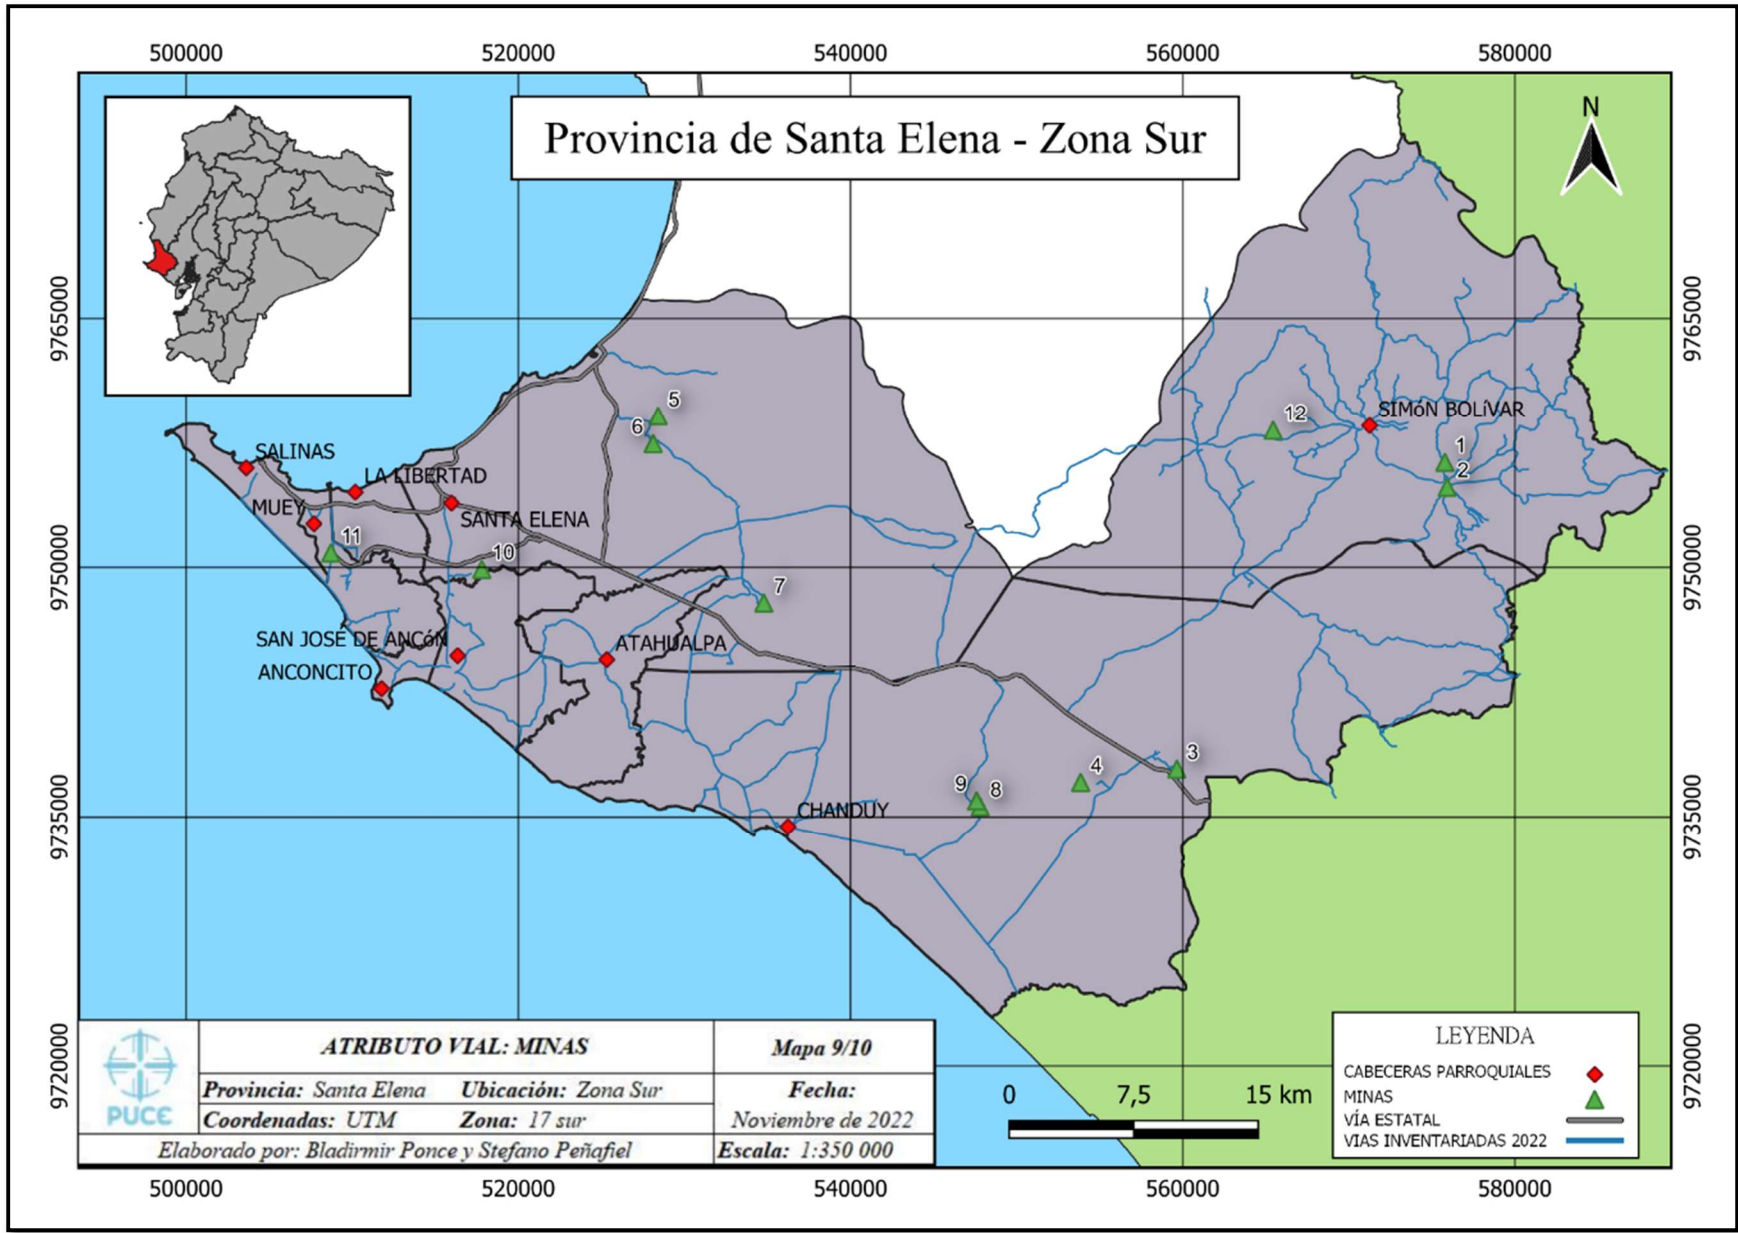 500000 520000 540000 560000 580000
Provincia de Santa Elena - Zona Sur
N
9765000 9765000
5
6
12 SIMóN BOLíVAR
1
2
SALINAS
LA LIBERTAD
MUEY
SANTA ELENA
11
10
9750000 9750000
7
SAN JOSE DE ANCóN
ATAHUALPA
ANCONCITO
3
4
9 8
CHANDUY
9735000 9735000
ATRIBUTO VIAL: MINAS Mapa 9/10
PUCE
Provincia: Santa Elena Ubicación: Zona Sur Fecha:
Coordenadas: UTM Zona: 17 sur Noviembre de 2022
Elaborado por: Bladirmir Ponce y Stefano Peñafiel Escala: 1:350 000
0 7,5 15 km
LEYENDA
CABECERAS PARROQUIALES
MINAS
VÍA ESTATAL
VIAS INVENTARIADAS 2022
9720000 9720000
500000 520000 540000 560000 580000